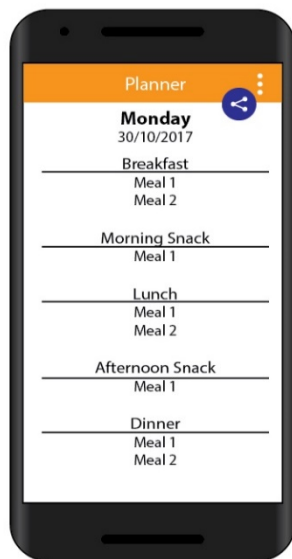 Planner
Monday
30/10/2017
Breakfast
Meal 1
Meal 2
Morning Snack
Meal 1
Lunch
Meal 1
Meal 2
Afternoon Snack
Meal 1
Dinner
Meal 1
Meal 2